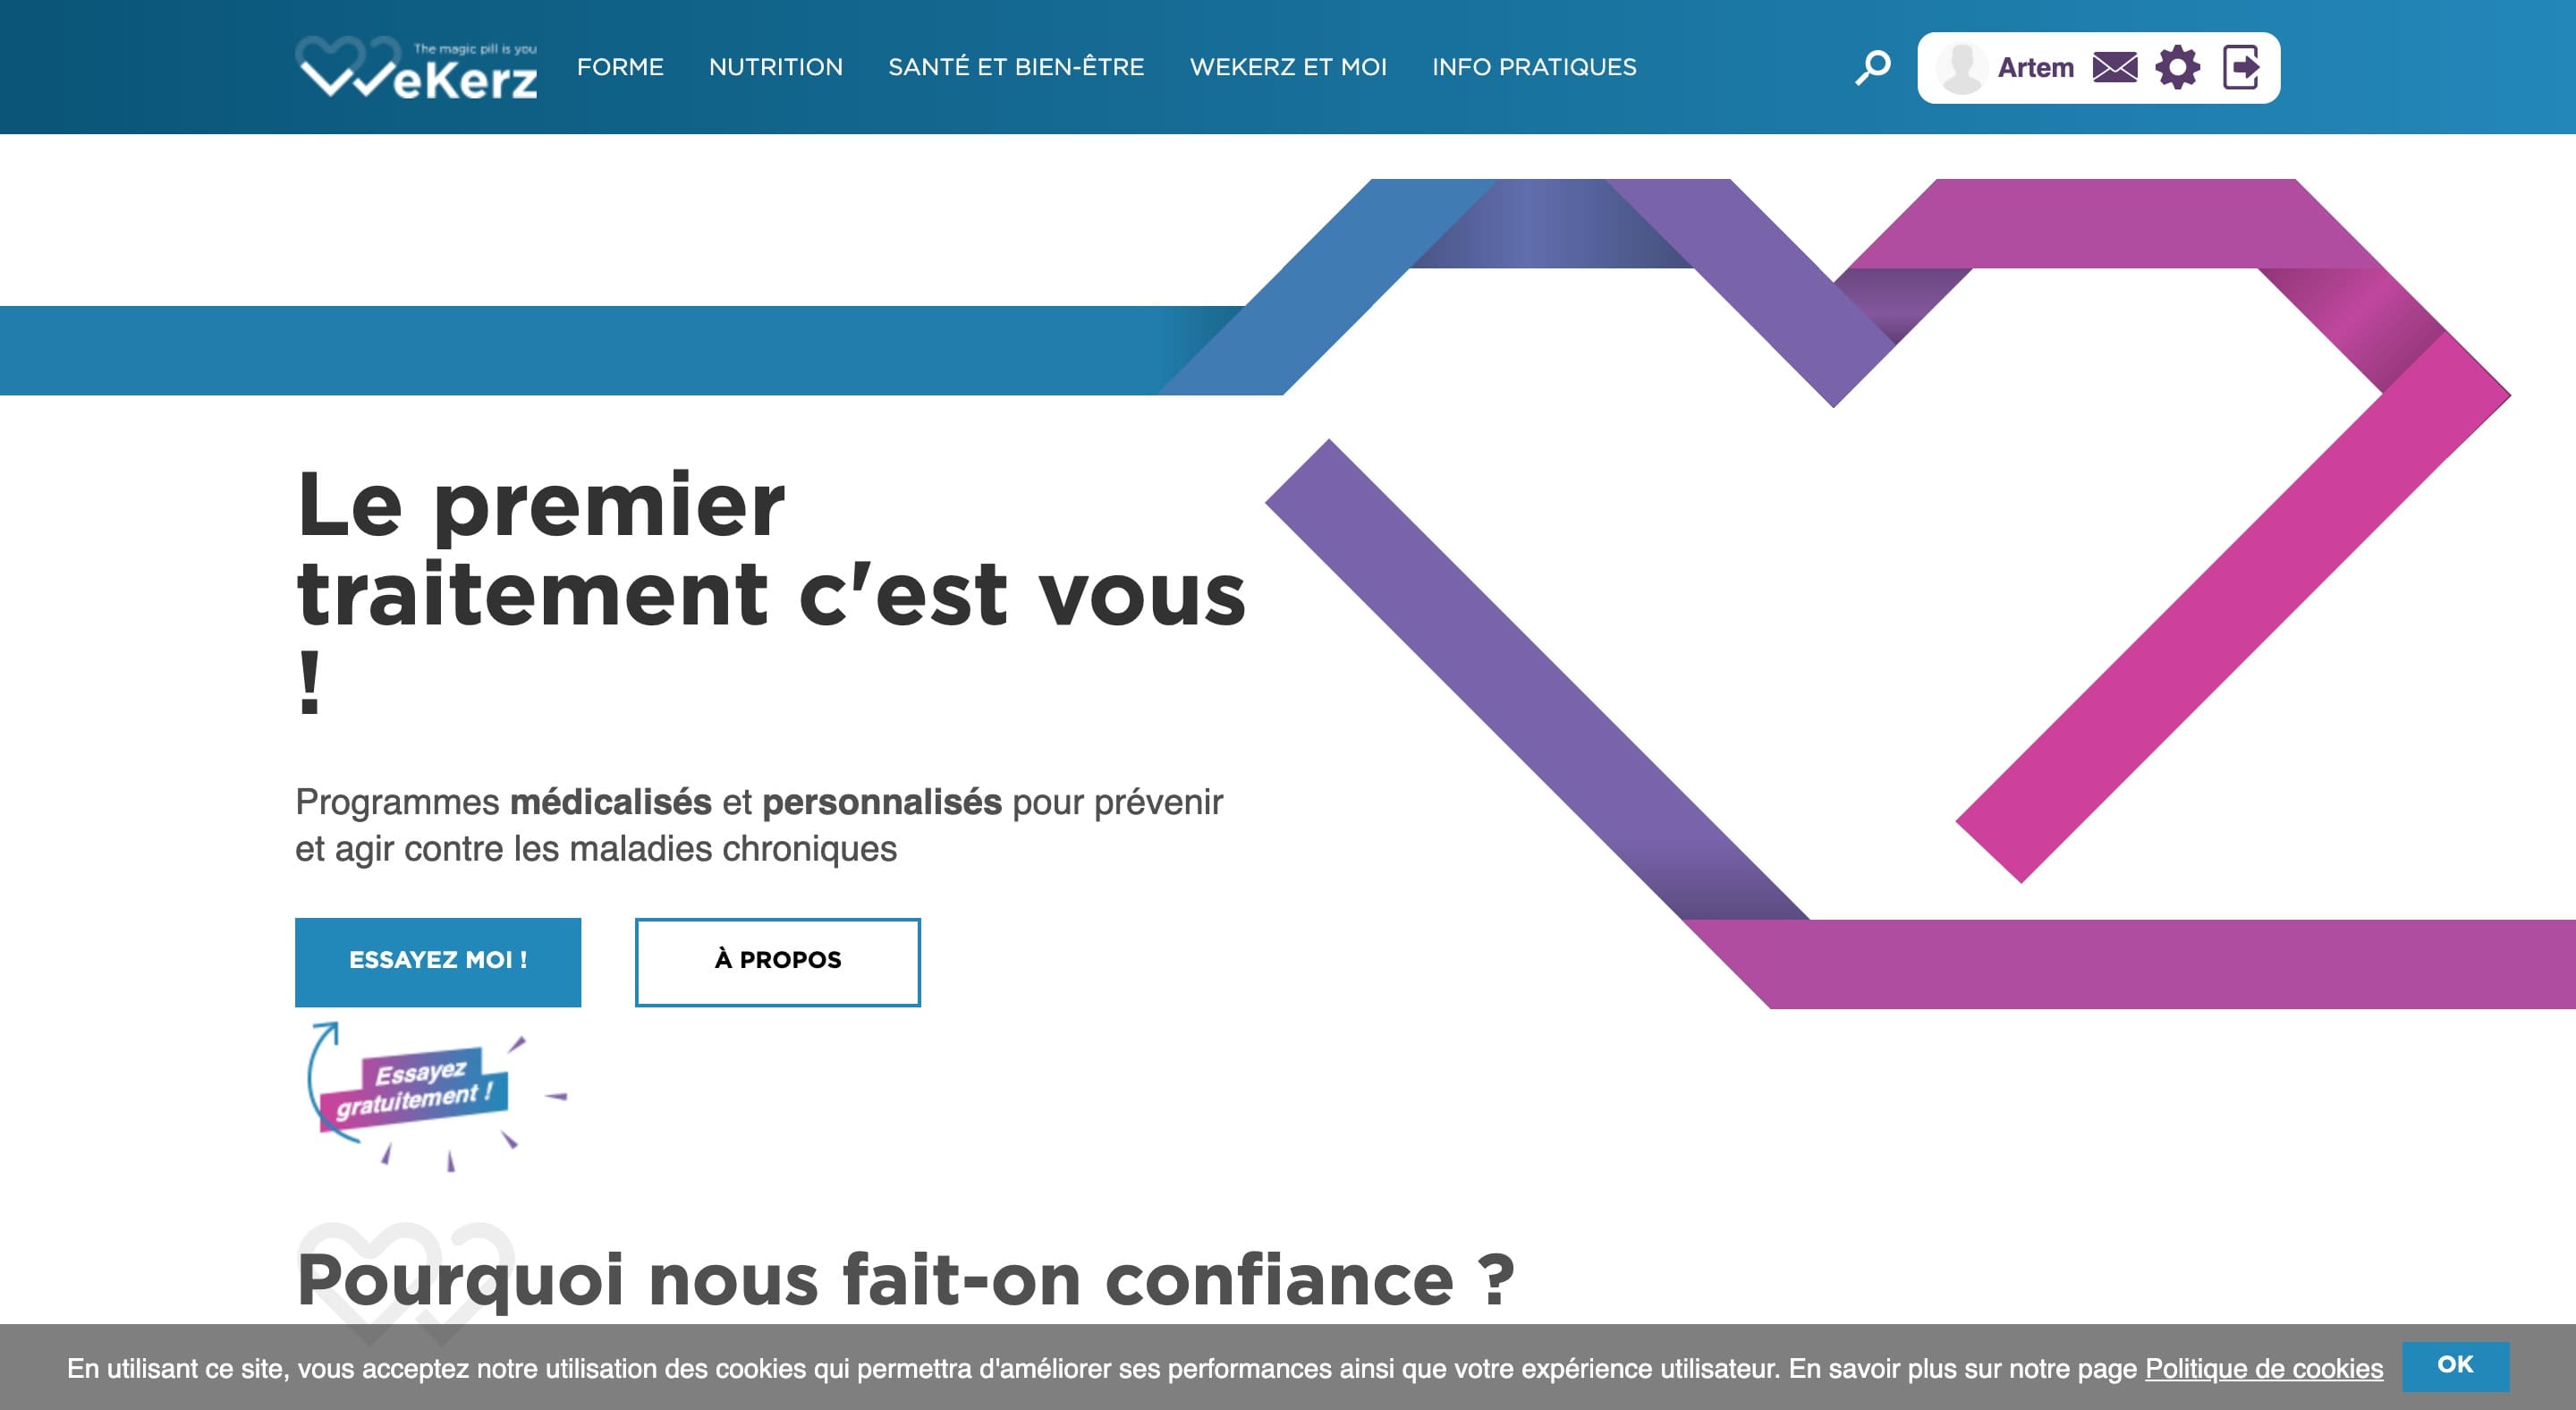 The magic pill is you
WeKerz
FORME
NUTRITION
SANTÉ ET BIEN-ÊTRE
WEKERZ ET MOI
INFO PRATIQUES
Artem
Le premier
traitement c'est vous
!
Programmes médicalisés et personnalisés pour prévenir
et agir contre les maladies chroniques
ESSAYEZ MOI !
À PROPOS
Essayez
gratuitement !
Pourquoi nous fait-on confiance ?
En utilisant ce site, vous acceptez notre utilisation des cookies qui permettra d'améliorer ses performances ainsi que votre expérience utilisateur. En savoir plus sur notre page Politique de cookies
OK